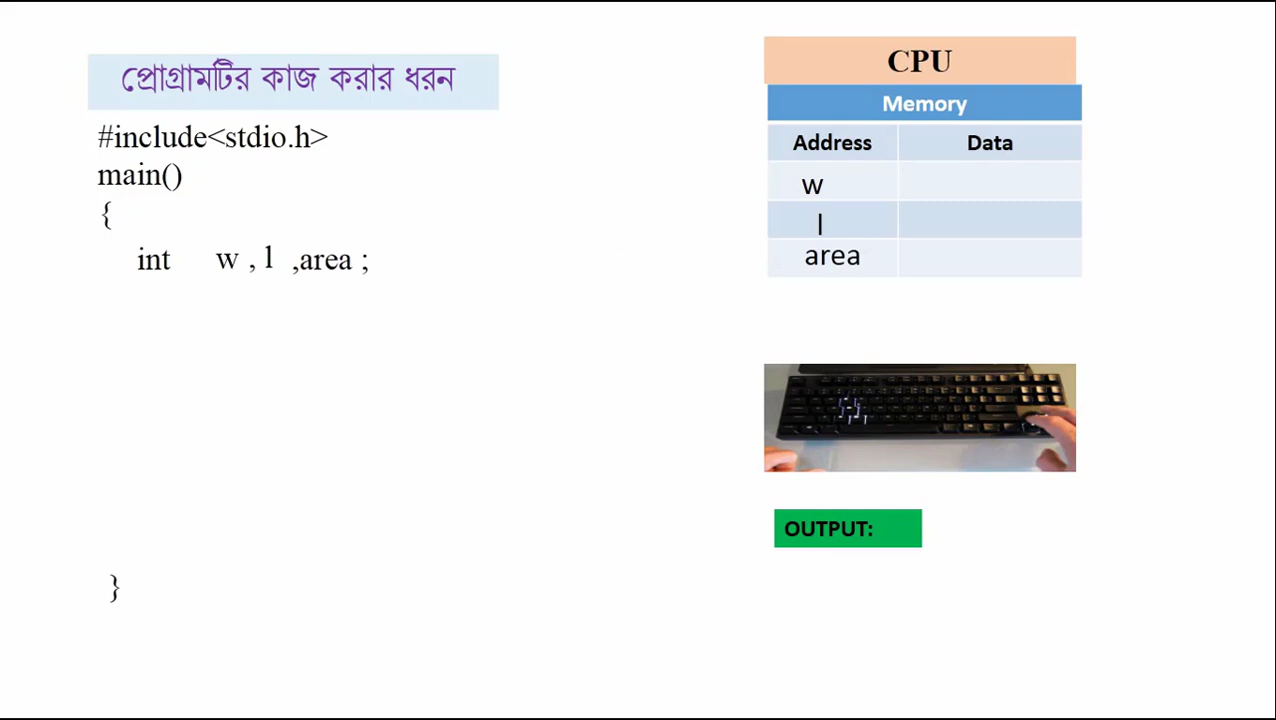 প্রোগ্রামটির কাজ করার ধরন
#include<stdio.h>
main()
{
int w , l ,area ;
}
CPU
Memory
Address Data
w
l
area
OUTPUT: